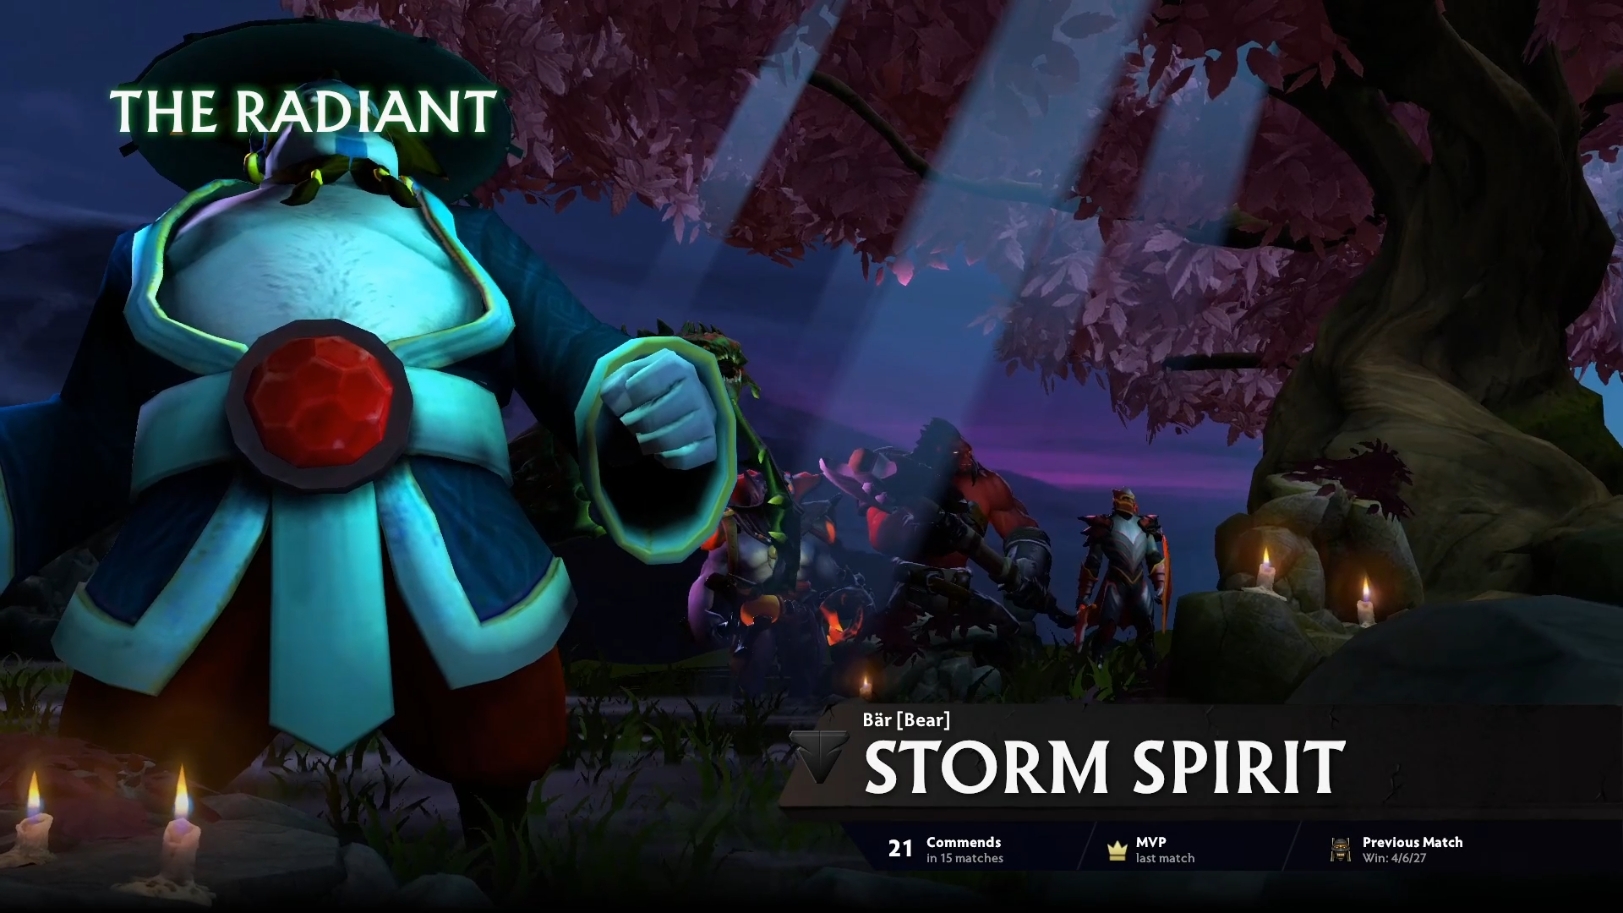 THE RADIANT
Bär [Bear]
STORM SPIRIT
21
Commends
in 15 matches
MVP
last match
Previous Match
Win: 4/6/27